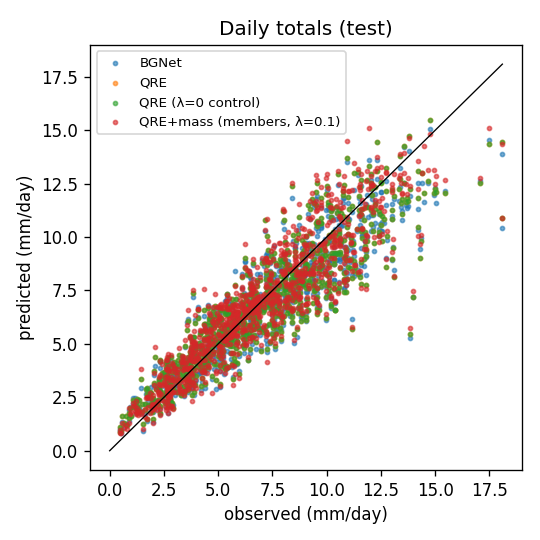 Daily totals (test)
BGNet
QRE
QRE (λ=0 control)
QRE+mass (members, λ=0.1)
17.5
15.0
12.5
10.0
7.5
5.0
2.5
0.0
predicted (mm/day)
0.0 2.5 5.0 7.5 10.0 12.5 15.0 17.5
observed (mm/day)